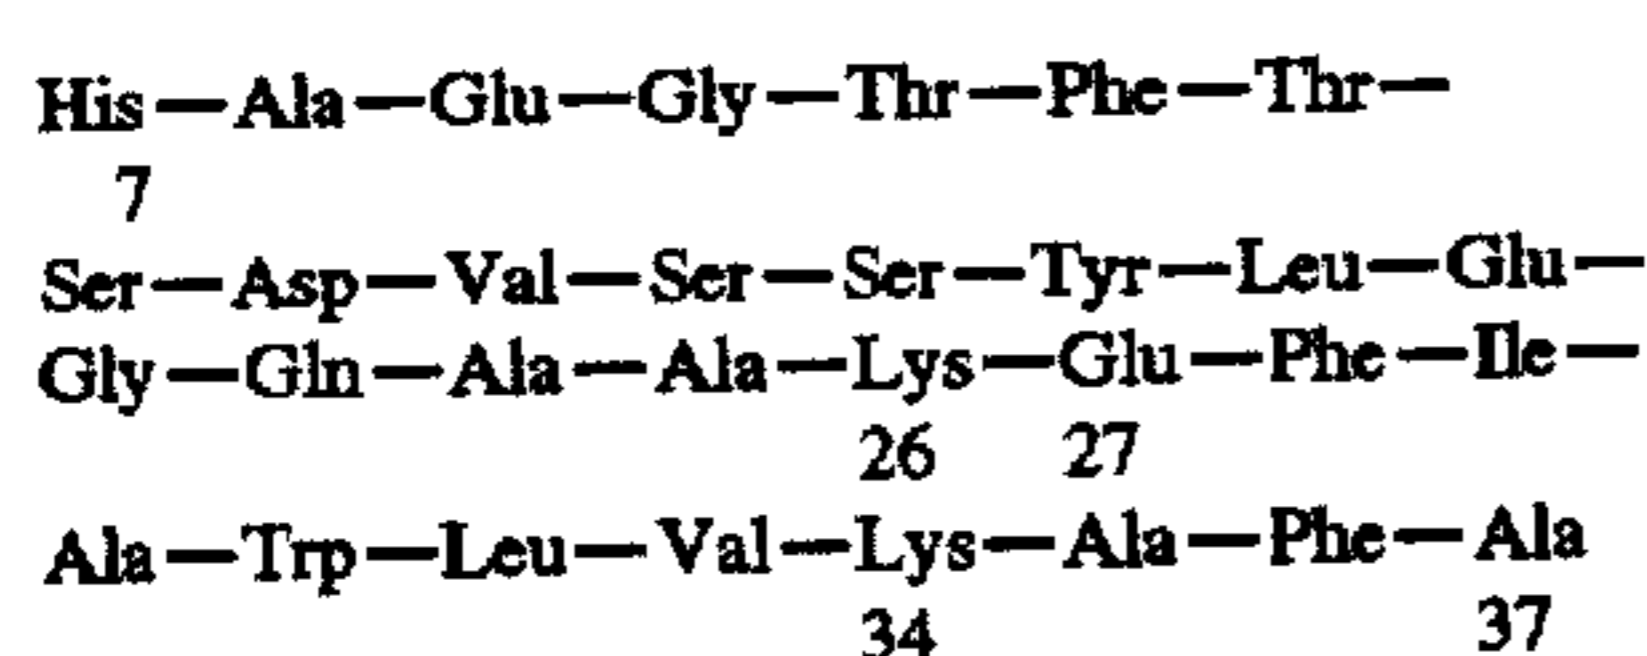 His—Ala—Glu—Gly—Thr—Phe—Thr—
7
Ser—Asp—Val—Ser—Ser—Tyr—Leu—Glu—
Gly—Gln—Ala—Ala—Lys—Glu—Phe—Ile—
26 27
Ala—Trp—Leu—Val—Lys—Ala—Phe—Ala
34 37